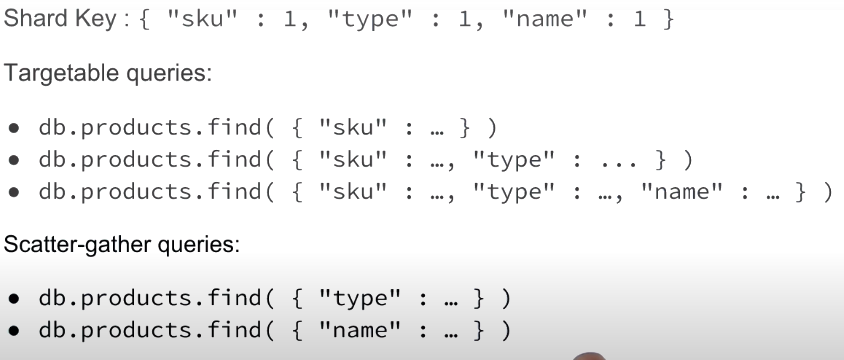 Shard Key : { "sku" : 1, "type" : 1, "name" : 1 }
Targetable queries:
● db.products.find( { "sku" : … } )
● db.products.find( { "sku" : …, "type" : ... } )
● db.products.find( { "sku" : …, "type" : …, "name" : … } )
Scatter-gather queries:
● db.products.find( { "type" : … } )
● db.products.find( { "name" : … } )